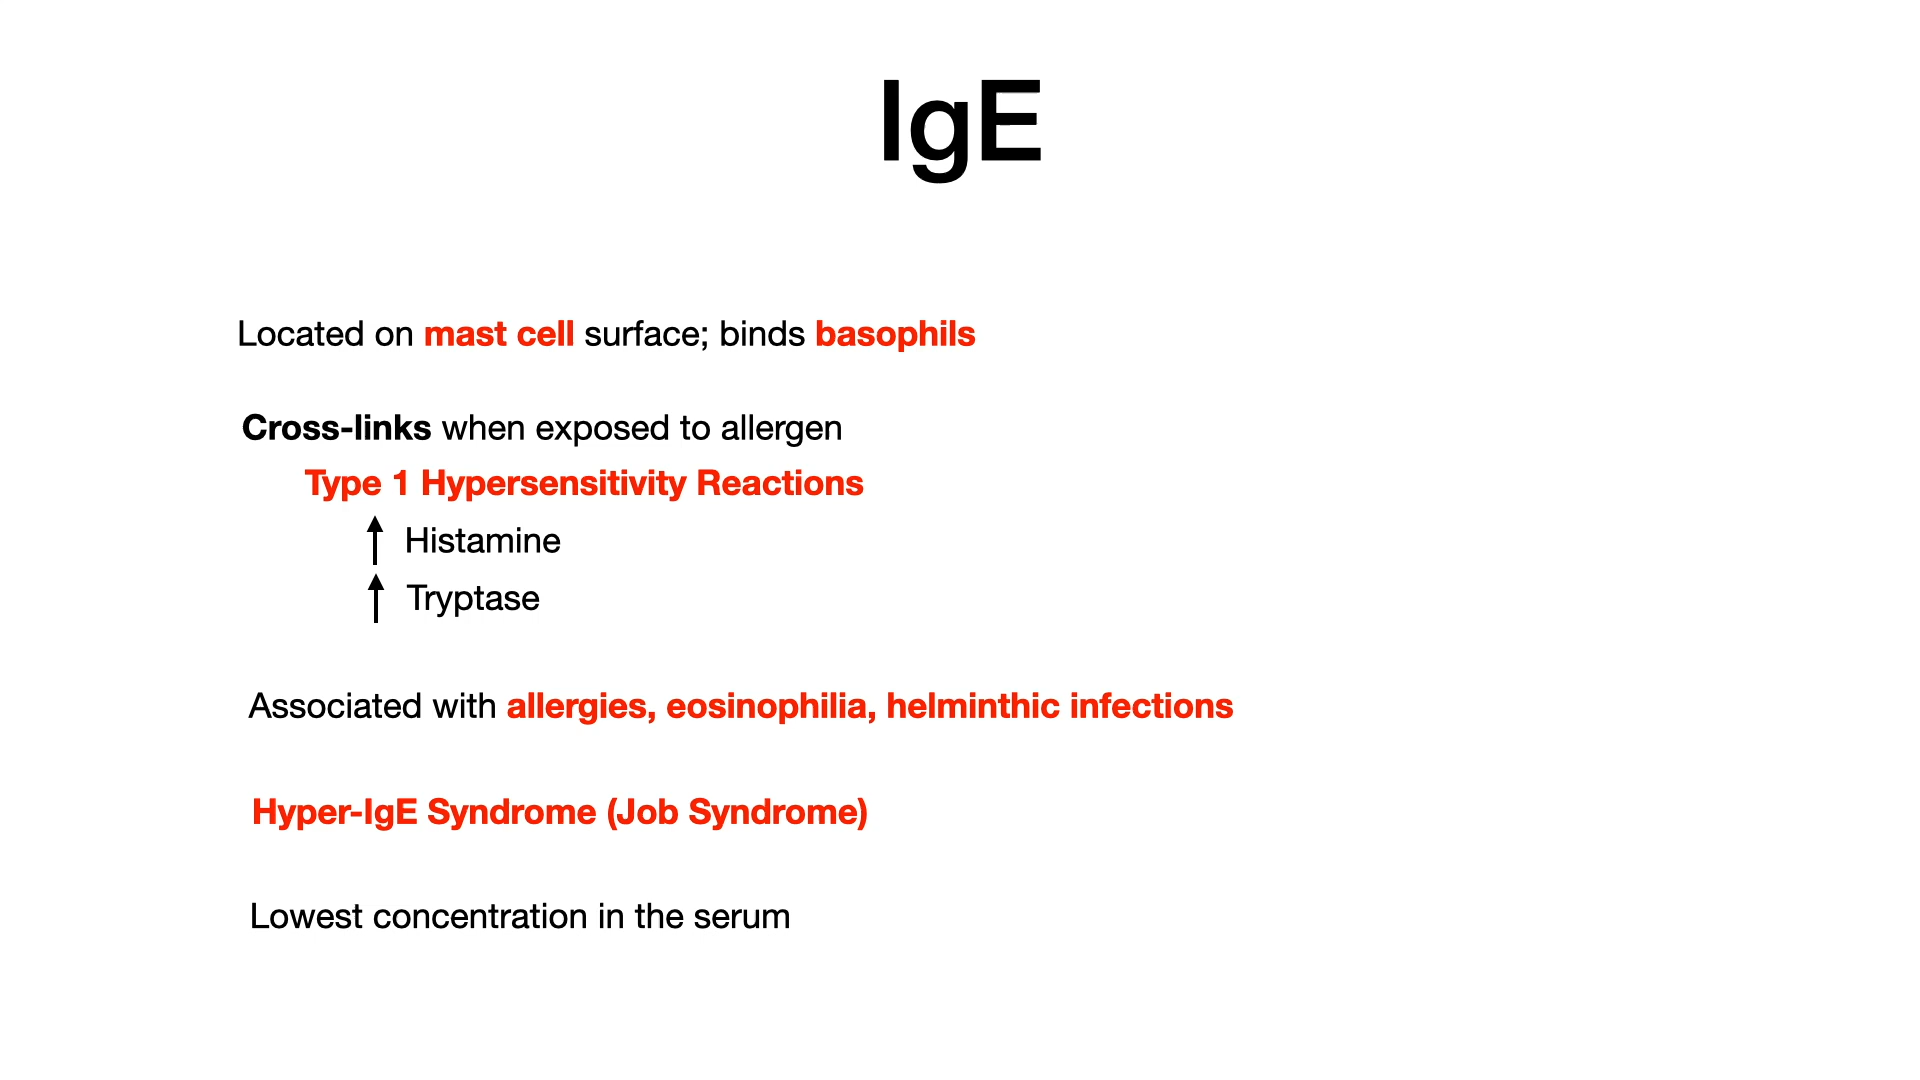 IgE
Located on mast cell surface; binds basophils
Cross-links when exposed to allergen
Type 1 Hypersensitivity Reactions
Histamine
Tryptase
Associated with allergies, eosinophilia, helminthic infections
Hyper-IgE Syndrome (Job Syndrome)
Lowest concentration in the serum